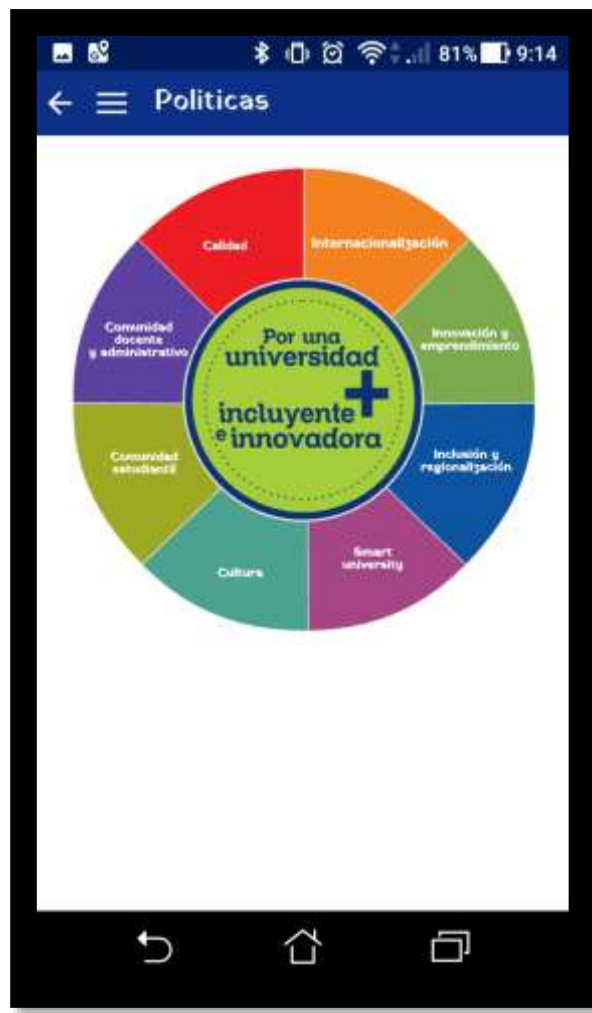 81% 9:14
Politicas
Calidad
Internacionalización
Comunidad
docente
y administrativo
Innovación y
emprendimiento
Por una
universidad
+
incluyente
e innovadora
Comunidad
estudiantil
Inclusión y
regionalización
Cultura
Smart
university